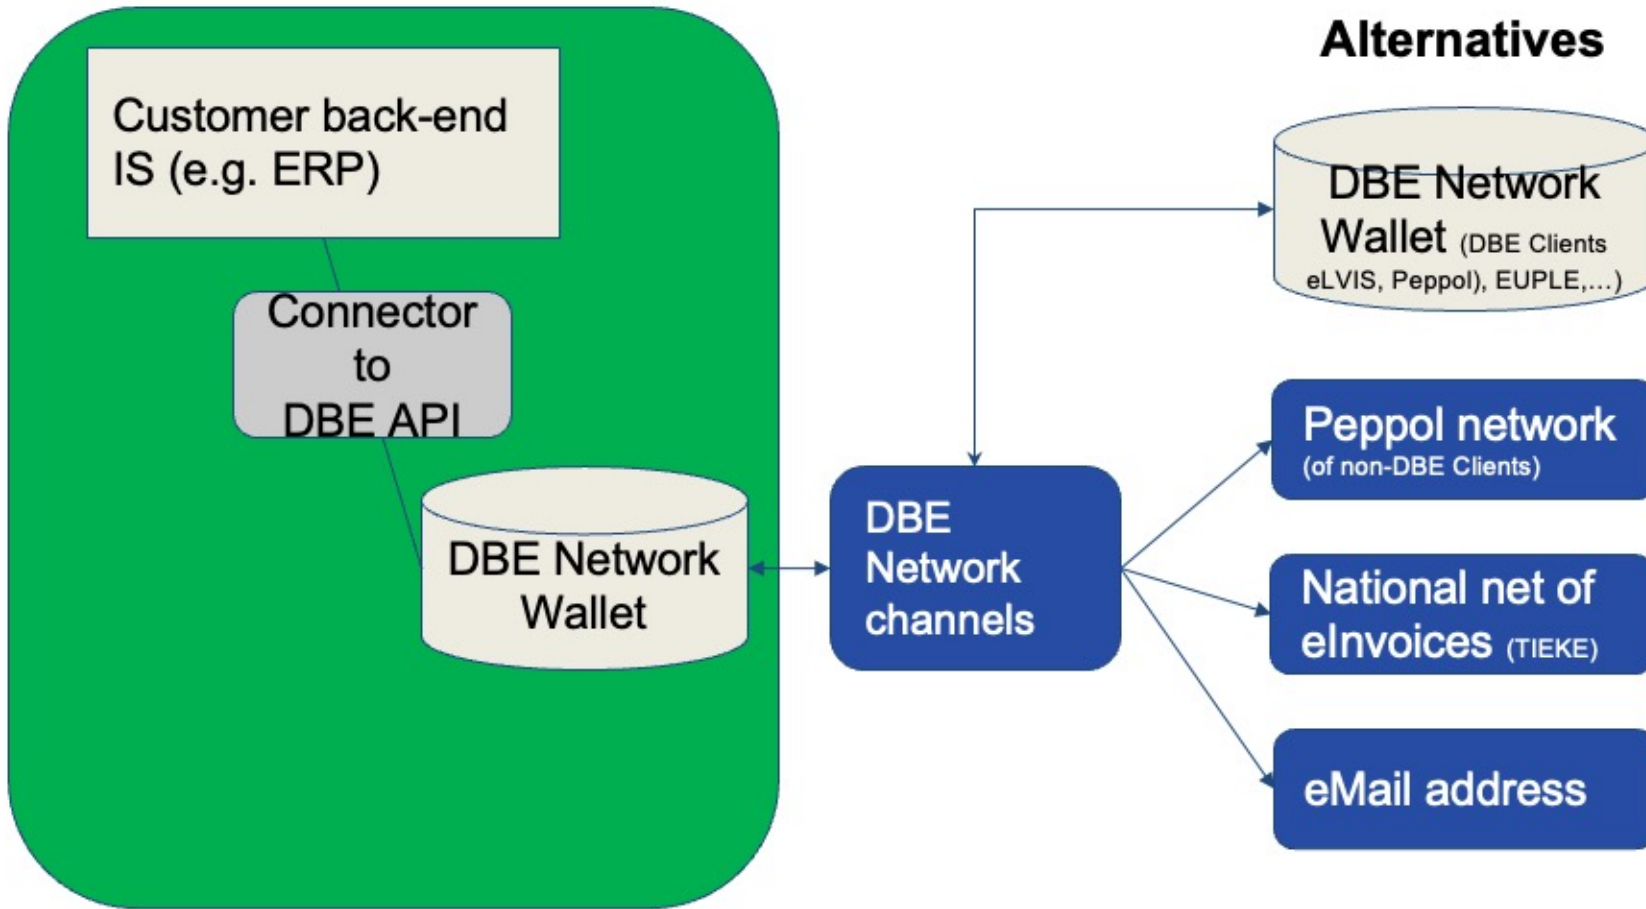 Customer back-end
IS (e.g. ERP)
Connector
to
DBE API
DBE Network
Wallet
DBE
Network
channels
Alternatives
DBE Network
Wallet (DBE Clients
eLVIS, Peppol), EUPLE,...)
Peppol network
(of non-DBE Clients)
National net of
eInvoices (TIEKE)
eMail address